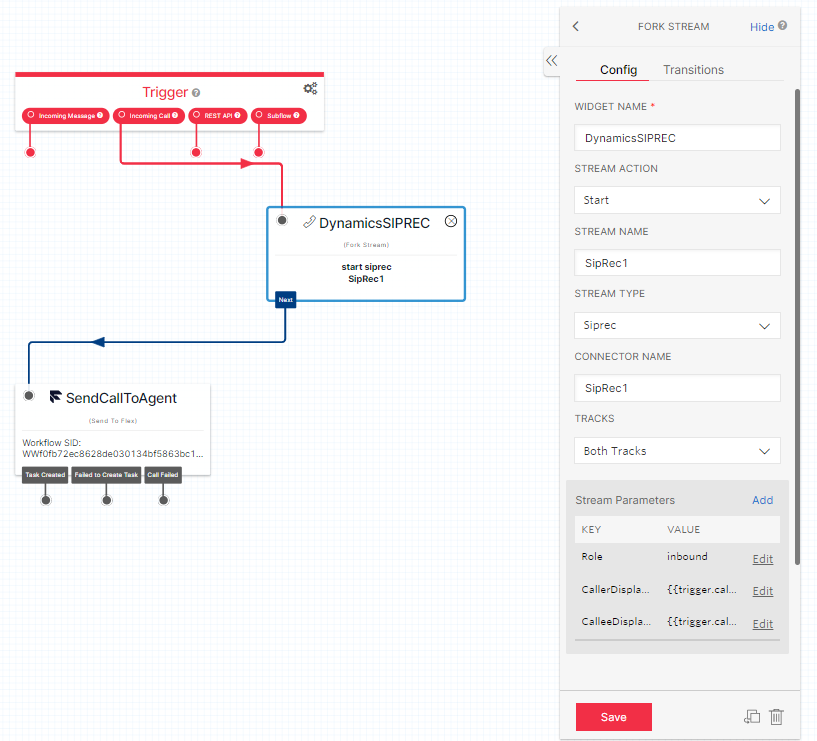 Trigger
Incoming Message
Incoming Call
REST API
Subflow
DynamicsSIPREC
(Fork Stream)
start siprec
SipRec1
Next
SendCallToAgent
(Send To Flex)
Workflow SID:
WWf0fb72ec8628de030134bf5863bc1...
Task Created
Failed to Create Task
Call Failed
FORK STREAM
Hide
Config
Transitions
WIDGET NAME *
DynamicsSIPREC
STREAM ACTION
Start
STREAM NAME
SipRec1
STREAM TYPE
Siprec
CONNECTOR NAME
SipRec1
TRACKS
Both Tracks
Stream Parameters
Add
KEY VALUE
Role inbound Edit
CallerDispla... {{trigger.cal... Edit
CalleeDispla... {{trigger.cal... Edit
Save